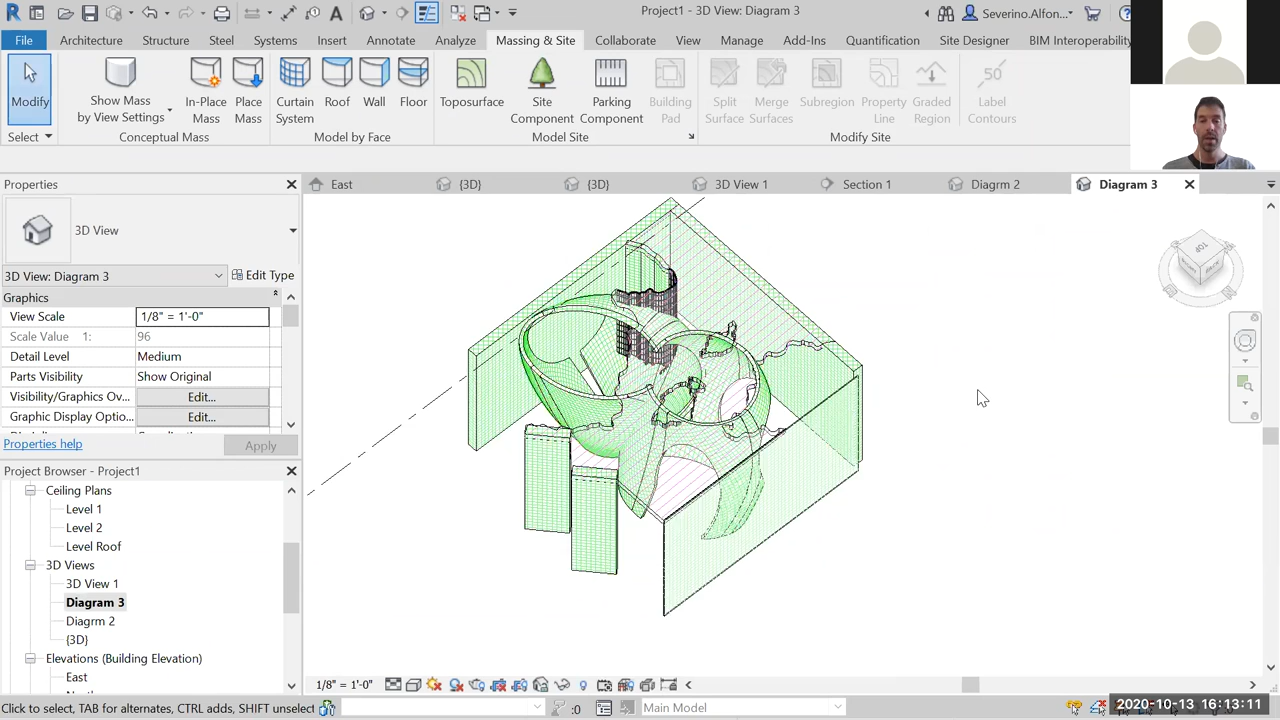 Project1 - 3D View: Diagram 3
Severino.Alfon...
File
Architecture
Structure
Steel
Systems
Insert
Annotate
Analyze
Massing & Site
Collaborate
View
Manage
Add-Ins
Quantification
Site Designer
BIM Interoperability
Modify
Show Mass
by View Settings
In-Place
Mass
Place
Mass
Curtain
System
Roof
Wall
Floor
Toposurface
Site
Component
Parking
Component
Building
Pad
Split
Surface
Merge
Surfaces
Subregion
Property
Line
Graded
Region
50
Label
Contours
Select
Conceptual Mass
Model by Face
Model Site
Modify Site
Properties
East
{3D}
{3D}
3D View 1
Section 1
Diagrm 2
Diagram 3
3D View
3D View: Diagram 3
Edit Type
Graphics
View Scale
1/8" = 1'-0"
Scale Value 1:
96
Detail Level
Medium
Parts Visibility
Show Original
Visibility/Graphics Ov...
Edit...
Graphic Display Optio...
Edit...
Properties help
Apply
Project Browser - Project1
Ceiling Plans
Level 1
Level 2
Level Roof
3D Views
3D View 1
Diagram 3
Diagrm 2
{3D}
Elevations (Building Elevation)
East
TOP
1/8" = 1'-0"
Click to select, TAB for alternates, CTRL adds, SHIFT unselect
:0
Main Model
2020-10-13 16:13:11